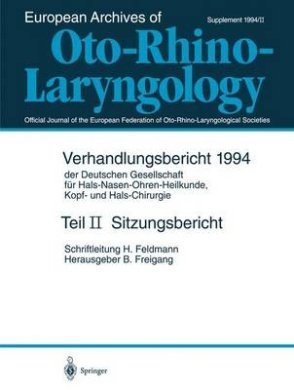 European Archives of
Supplement 1994/II
Oto-Rhino-
Laryngology
Official Journal of the European Federation of Oto-Rhino-Laryngological Societies
Verhandlungsbericht 1994
der Deutschen Gesellschaft
für Hals-Nasen-Ohren-Heilkunde,
Kopf- und Hals-Chirurgie
Teil II Sitzungsbericht
Schriftleitung H. Feldmann
Herausgeber B. Freigang
Springer